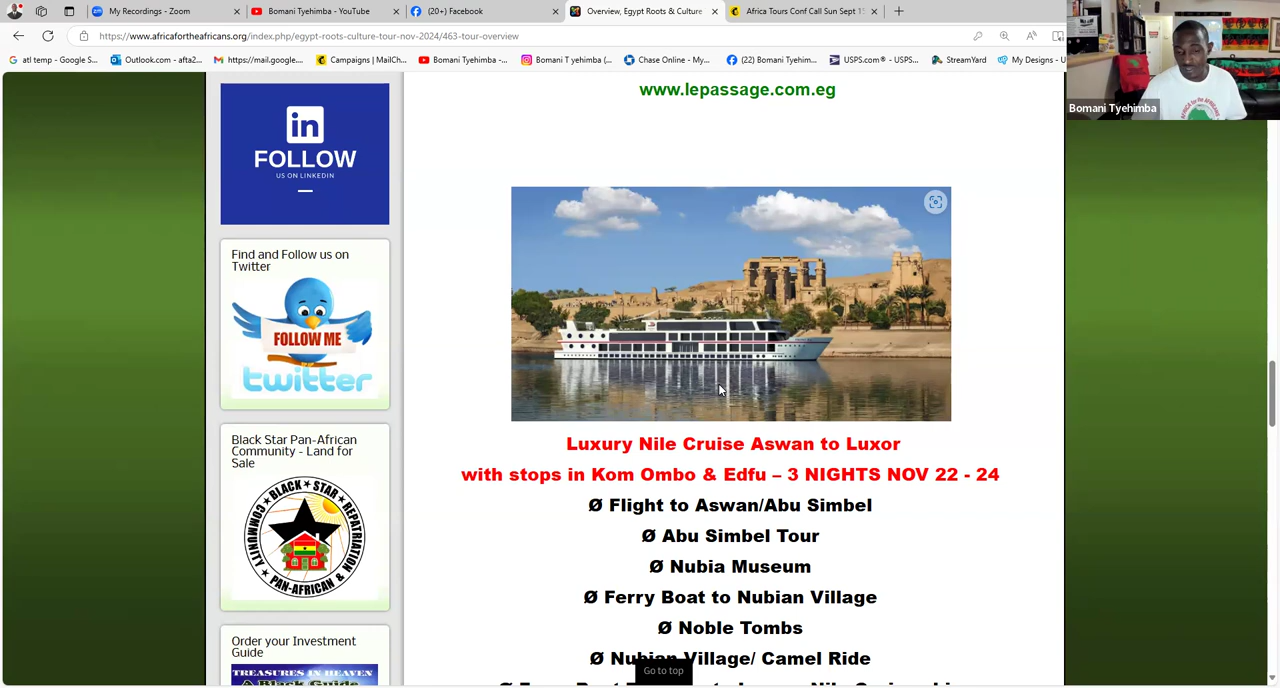 My Recordings - Zoom
Bomani Tyehimba - YouTube
(20+) Facebook
Overview, Egypt Roots & Culture
Africa Tours Conf Call Sun Sept 15
https://www.africafortheafricans.org/index.php/egypt-roots-culture-tour-nov-2024/463-tour-overview
atl temp - Google S...
Outlook.com - afta2...
https://mail.google....
Campaigns | MailCh...
Bomani Tyehimba -...
Bomani T yehimba (...
Chase Online - My...
(22) Bomani Tyehim...
USPS.com® - USPS...
StreamYard
My Designs - U
Bomani Tyehimba
www.lepassage.com.eg
in
FOLLOW
US ON LINKEDIN
Find and Follow us on
Twitter
FOLLOW ME
twitter
Black Star Pan-African
Community - Land for
Sale
BLACK ★ STAR ★ REPATRIATION ★ PAN-AFRICAN & COMMUNITY
Order your Investment
Guide
TREASURES IN HEAVEN
A Black Guide
Luxury Nile Cruise Aswan to Luxor
with stops in Kom Ombo & Edfu – 3 NIGHTS NOV 22 - 24
Ø Flight to Aswan/Abu Simbel
Ø Abu Simbel Tour
Ø Nubia Museum
Ø Ferry Boat to Nubian Village
Ø Noble Tombs
Ø Nubian Village/ Camel Ride
Go to top